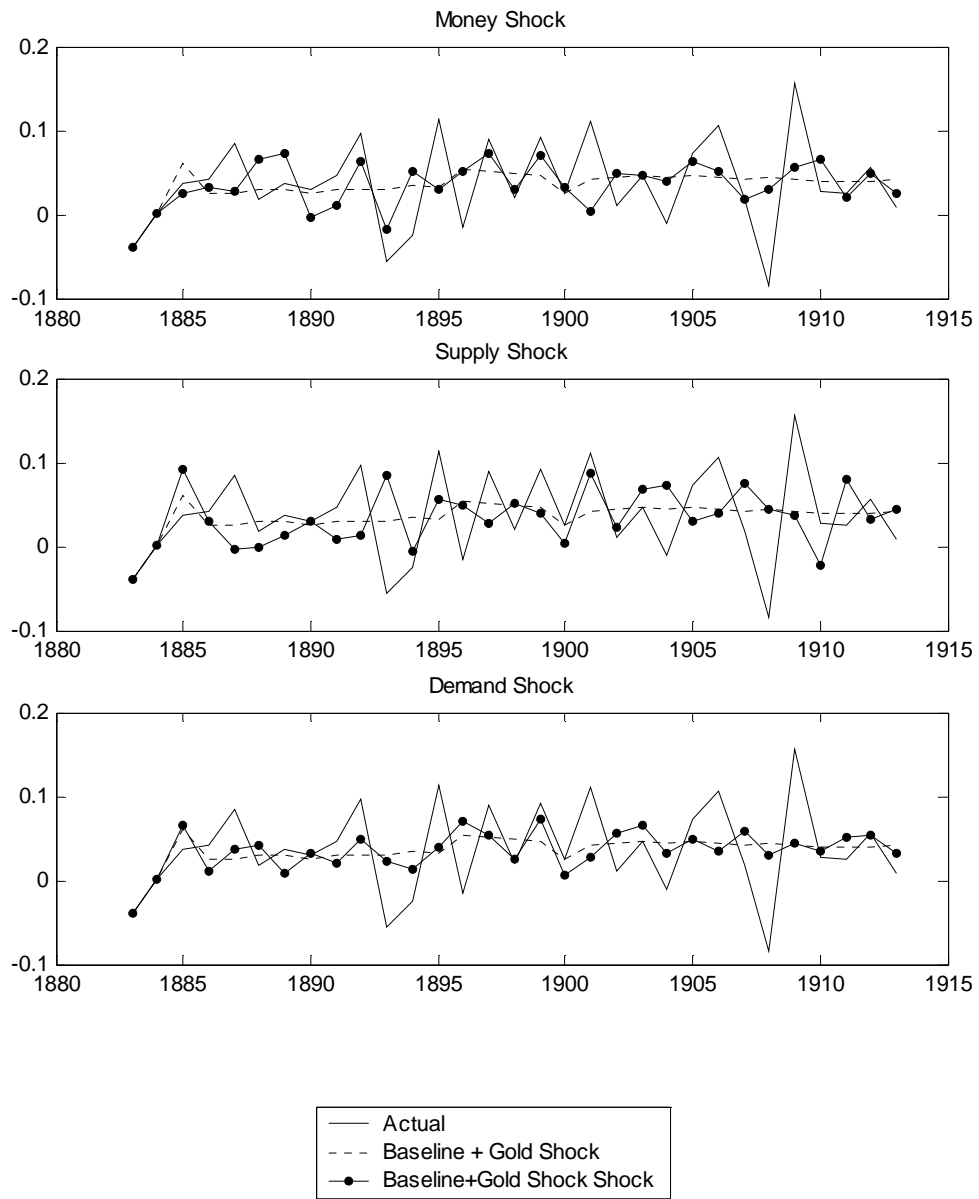 Money Shock
0.2
0.1
0
-0.1
1880 1885 1890 1895 1900 1905 1910 1915
Supply Shock
0.2
0.1
0
-0.1
1880 1885 1890 1895 1900 1905 1910 1915
Demand Shock
0.2
0.1
0
-0.1
1880 1885 1890 1895 1900 1905 1910 1915
Actual
Baseline + Gold Shock
Baseline+Gold Shock Shock